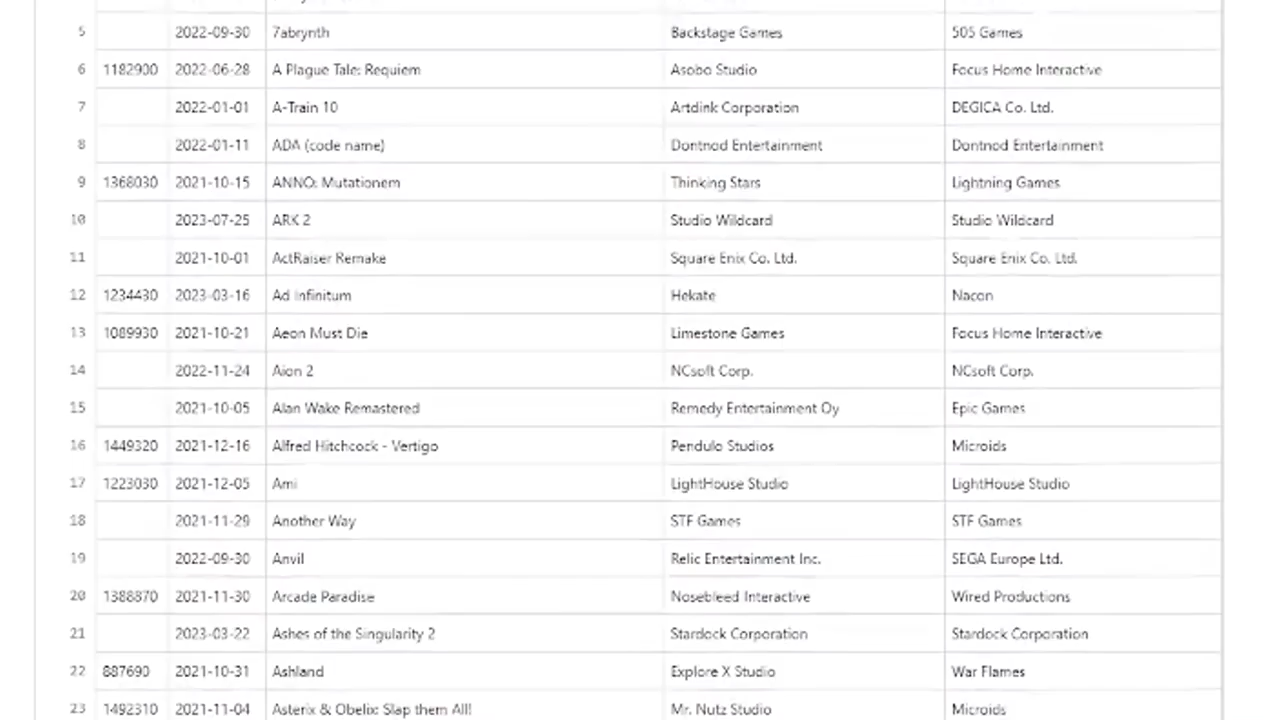 5 2022-09-30 7abrynth Backstage Games 505 Games
6 1182900 2022-06-28 A Plague Tale: Requiem Asobo Studio Focus Home Interactive
7 2022-01-01 A-Train 10 Artdink Corporation DEGICA Co. Ltd.
8 2022-01-11 ADA (code name) Dontnod Entertainment Dontnod Entertainment
9 1368030 2021-10-15 ANNO: Mutationem Thinking Stars Lightning Games
10 2023-07-25 ARK 2 Studio Wildcard Studio Wildcard
11 2021-10-01 ActRaiser Remake Square Enix Co. Ltd. Square Enix Co. Ltd.
12 1234430 2023-03-16 Ad Infinitum Hekate Nacon
13 1089930 2021-10-21 Aeon Must Die Limestone Games Focus Home Interactive
14 2022-11-24 Aion 2 NCsoft Corp. NCsoft Corp.
15 2021-10-05 Alan Wake Remastered Remedy Entertainment Oy Epic Games
16 1449320 2021-12-16 Alfred Hitchcock - Vertigo Pendulo Studios Microids
17 1223030 2021-12-05 Ami LightHouse Studio LightHouse Studio
18 2021-11-29 Another Way STF Games STF Games
19 2022-09-30 Anvil Relic Entertainment Inc. SEGA Europe Ltd.
20 1388870 2021-11-30 Arcade Paradise Nosebleed Interactive Wired Productions
21 2023-03-22 Ashes of the Singularity 2 Stardock Corporation Stardock Corporation
22 887690 2021-10-31 Ashland Explore X Studio War Flames
23 1492310 2021-11-04 Asterix & Obelix: Slap them All! Mr. Nutz Studio Microids